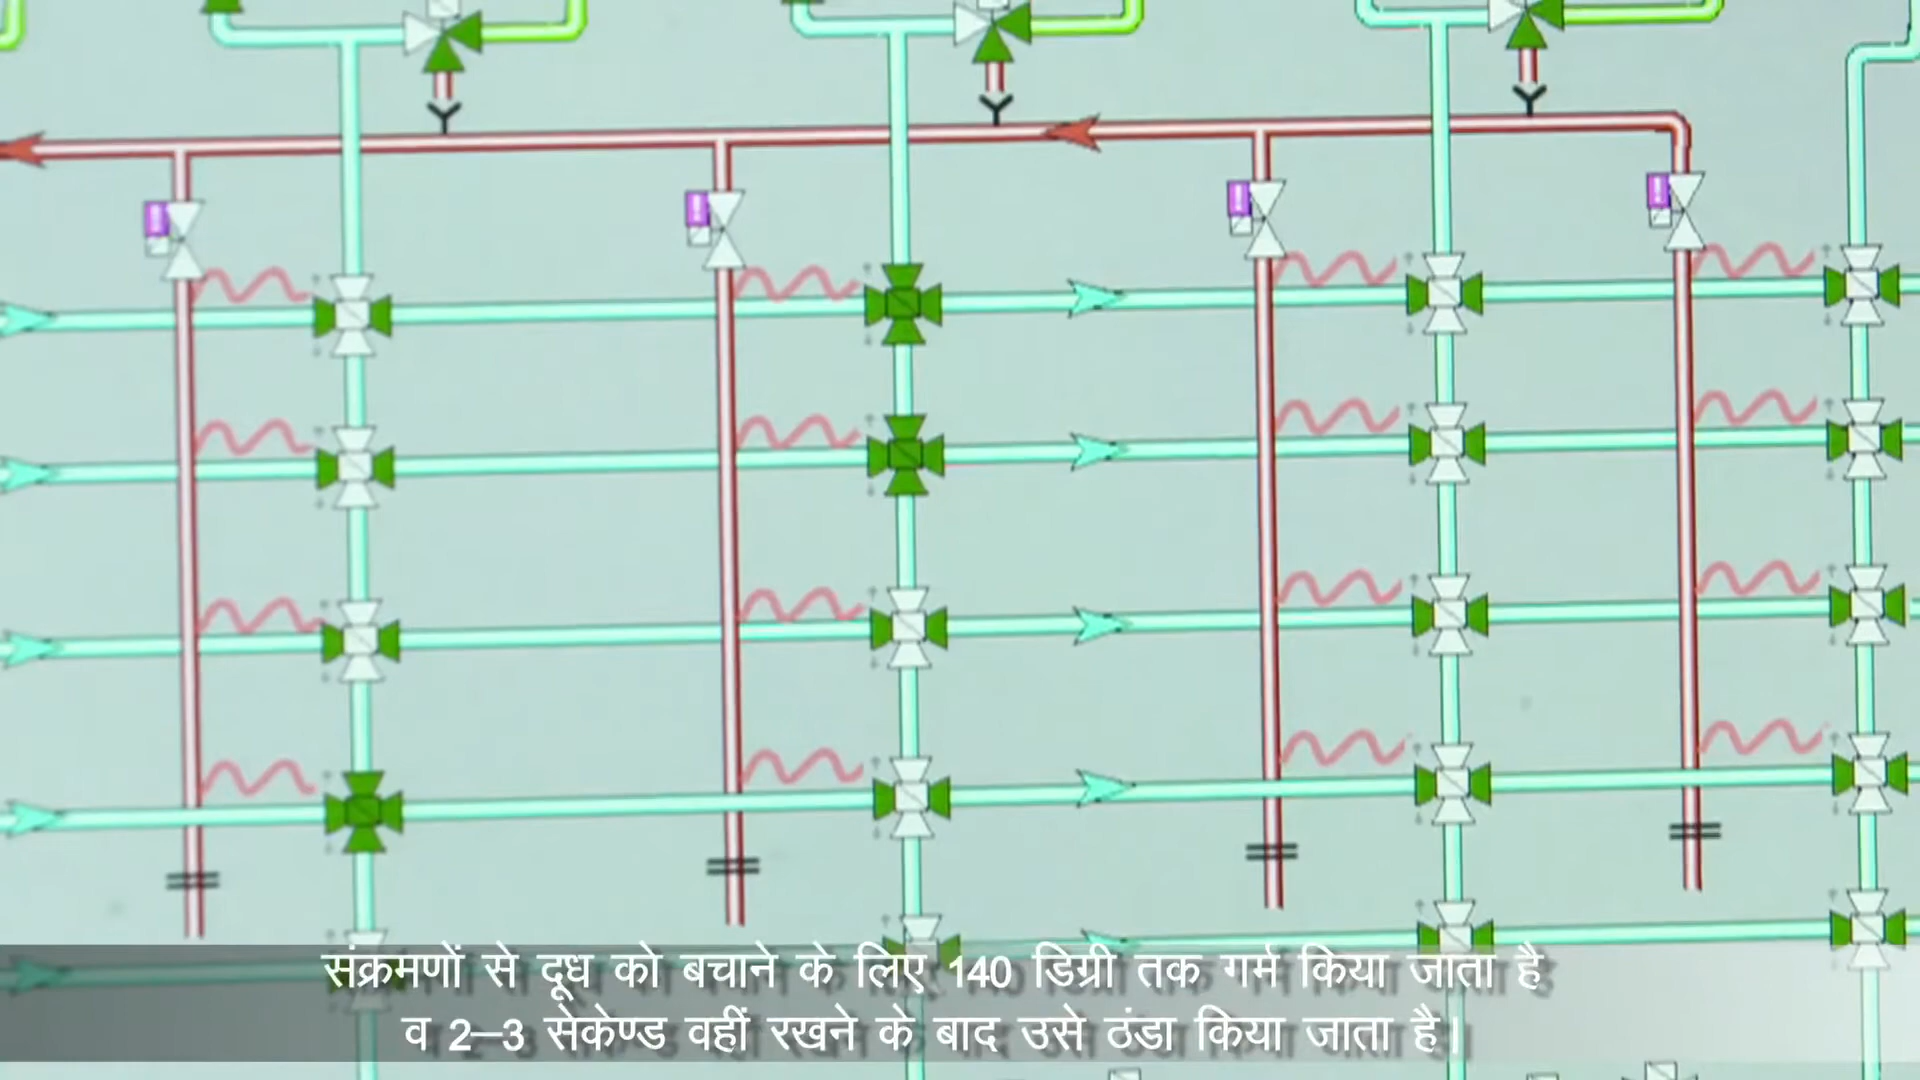 संक्रमणों से दूध को बचाने के लिए 140 डिग्री तक गर्म किया जाता है
व 2–3 सेकेण्ड वहीं रखने के बाद उसे ठंडा किया जाता है।